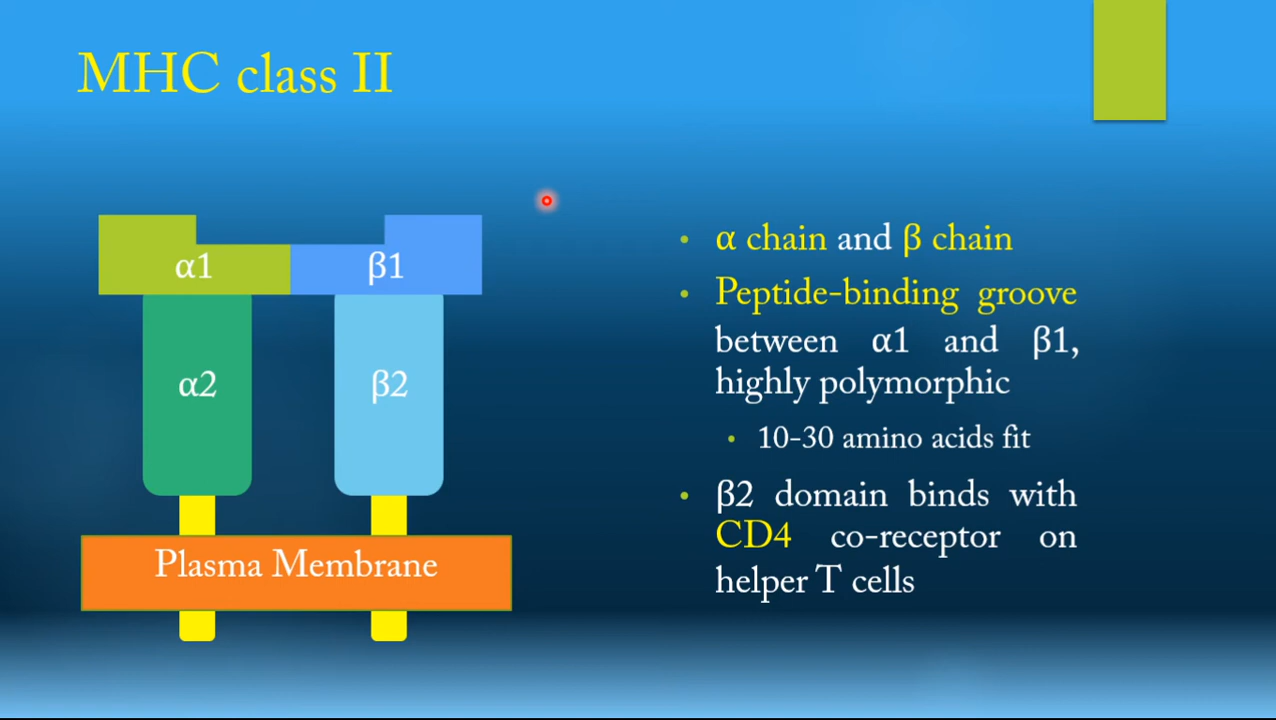 MHC class II
α1
β1
α2
β2
Plasma Membrane
• α chain and β chain
• Peptide-binding groove
between α1 and β1,
highly polymorphic
• 10-30 amino acids fit
• β2 domain binds with
CD4 co-receptor on
helper T cells